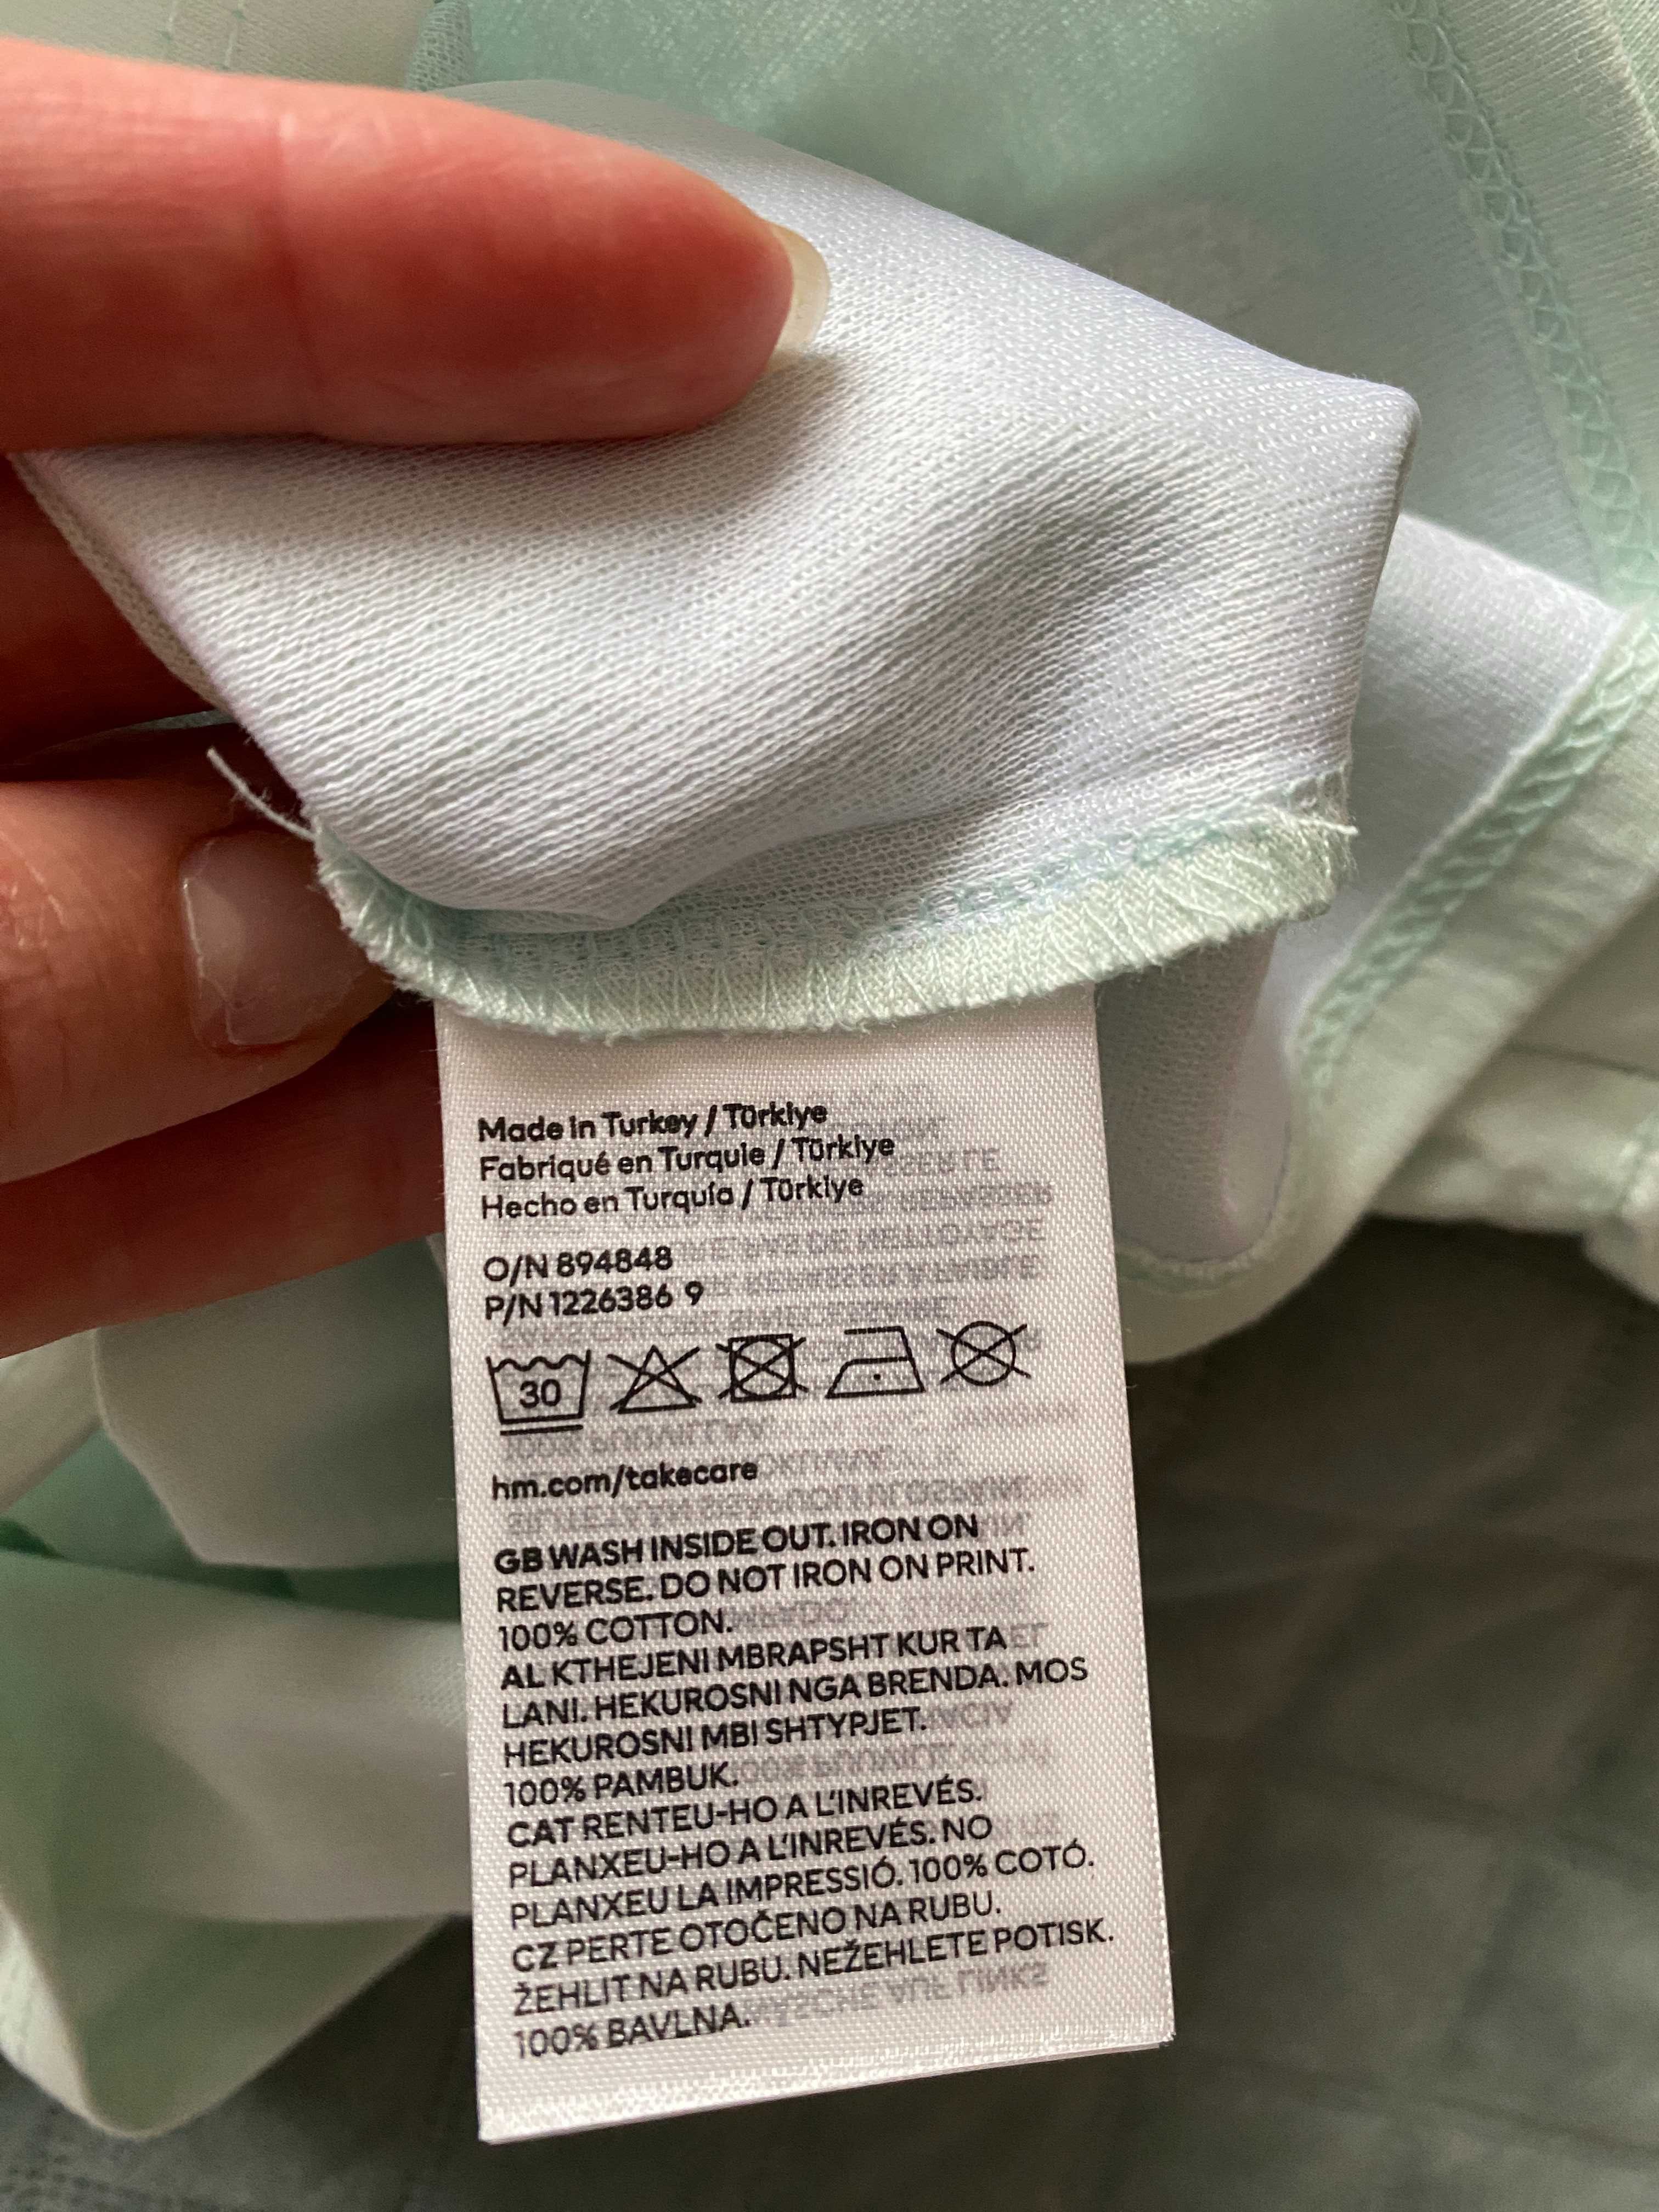 Made in Turkey / Türkiye
Fabriqué en Turquie / Türkiye
Hecho en Turquía / Türkiye
O/N 894848
P/N 1226386 9
30
hm.com/takecare
GB WASH INSIDE OUT. IRON ON
REVERSE. DO NOT IRON ON PRINT.
100% COTTON.
AL KTHEJENI MBRAPSHT KUR TA
LANI. HEKUROSNI NGA BRENDA. MOS
HEKUROSNI MBI SHTYPJET.
100% PAMBUK.
CAT RENTEU-HO A L'INREVÉS.
PLANXEU-HO A L'INREVÉS. NO
PLANXEU LA IMPRESSIÓ. 100% COTÓ.
CZ PERTE OTOČENO NA RUBU.
ŽEHLIT NA RUBU. NEŽEHLETE POTISK.
100% BAVLNA.